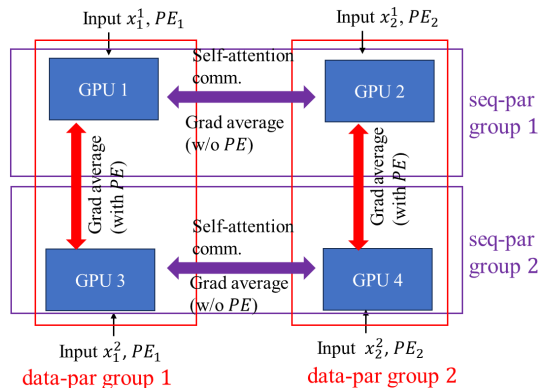 Input x₁¹, PE₁
Input x₂¹, PE₂
Self-attention
comm.
GPU 1
GPU 2
seq-par
group 1
Grad average
(w/o PE)
Grad average
(with PE)
Grad average
(with PE)
Self-attention
comm.
seq-par
group 2
GPU 3
GPU 4
Grad average
(w/o PE)
Input x₁², PE₁
Input x₂², PE₂
data-par group 1
data-par group 2